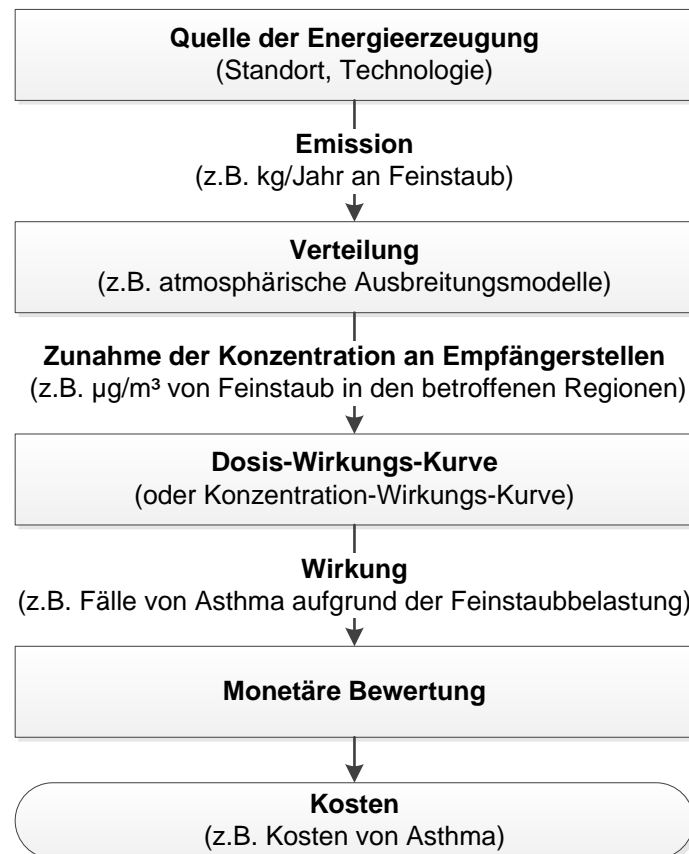 Quelle der Energieerzeugung
(Standort, Technologie)
Emission
(z.B. kg/Jahr an Feinstaub)
Verteilung
(z.B. atmosphärische Ausbreitungsmodelle)
Zunahme der Konzentration an Empfängerstellen
(z.B. µg/m³ von Feinstaub in den betroffenen Regionen)
Dosis-Wirkungs-Kurve
(oder Konzentration-Wirkungs-Kurve)
Wirkung
(z.B. Fälle von Asthma aufgrund der Feinstaubbelastung)
Monetäre Bewertung
Kosten
(z.B. Kosten von Asthma)